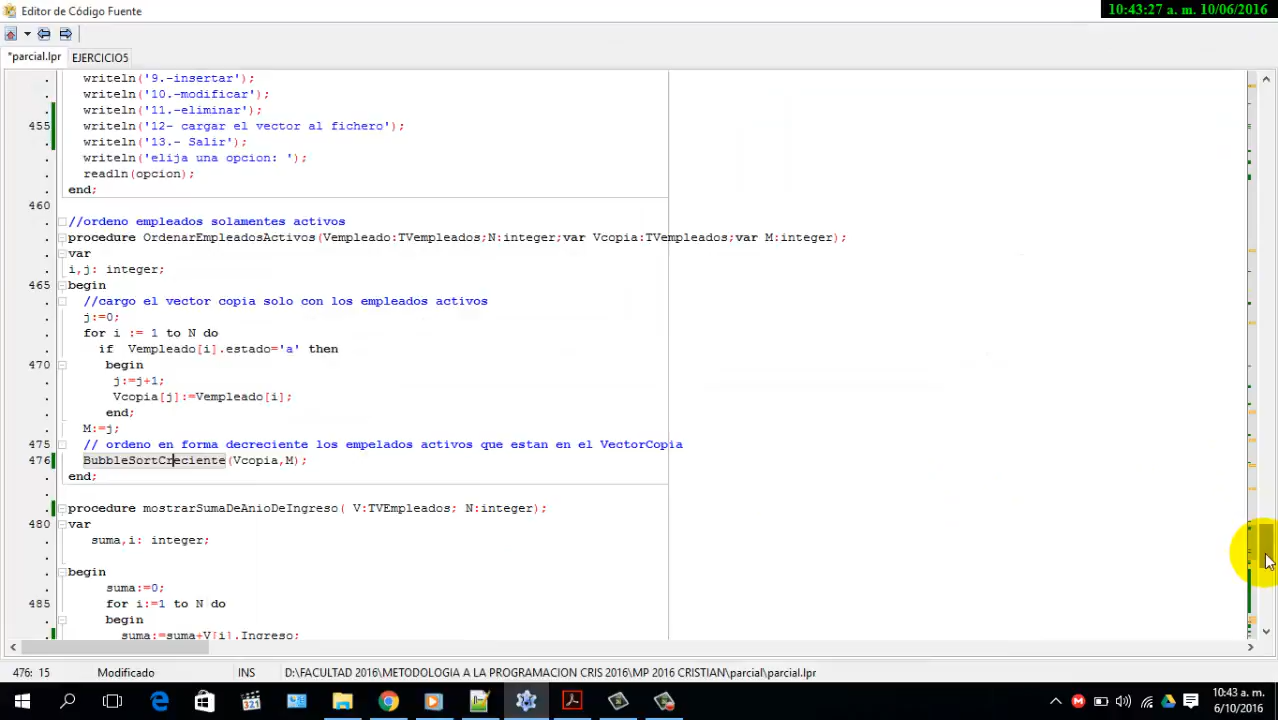 Editor de Código Fuente
10:43:27 a. m. 10/06/2016
*parcial.lpr EJERCICIO5
writeln('9.-insertar');
writeln('10.-modificar');
writeln('11.-eliminar');
455 writeln('12- cargar el vector al fichero');
writeln('13.- Salir');
writeln('elija una opcion: ');
readln(opcion);
end;
460
//ordeno empleados solamentes activos
procedure OrdenarEmpleadosActivos(Vempleado:TVempleados;N:integer;var Vcopia:TVempleados;var M:integer);
var
i,j: integer;
465 begin
//cargo el vector copia solo con los empleados activos
j:=0;
for i := 1 to N do
if Vempleado[i].estado='a' then
470 begin
j:=j+1;
Vcopia[j]:=Vempleado[i];
end;
M:=j;
475 // ordeno en forma decreciente los empelados activos que estan en el VectorCopia
476 BubbleSortCreciente(Vcopia,M);
end;
procedure mostrarSumaDeAnioDeIngreso( V:TVEmpleados; N:integer);
480 var
suma,i: integer;
begin
suma:=0;
485 for i:=1 to N do
begin
suma:=suma+V[i].Ingreso;
476: 15 Modificado INS D:\FACULTAD 2016\METODOLOGIA A LA PROGRAMACION CRIS 2016\MP 2016 CRISTIAN\parcial\parcial.lpr
321
10:43 a.m.
6/10/2016